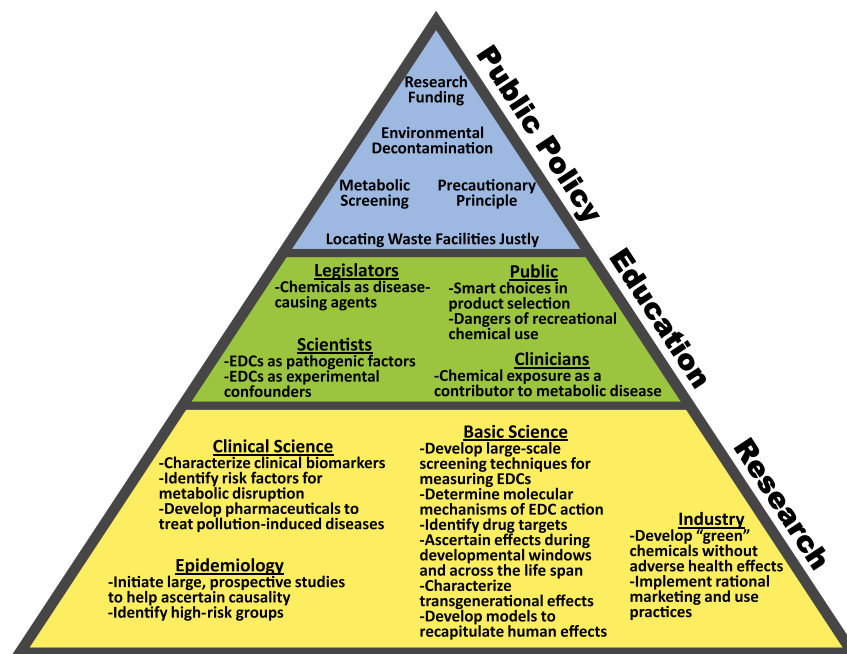 Public Policy
Research
Funding
Environmental
Decontamination
Metabolic
Screening
Precautionary
Principle
Locating Waste Facilities Justly
Education
Legislators
-Chemicals as disease-
causing agents
Public
-Smart choices in
product selection
-Dangers of recreational
chemical use
Scientists
-EDCs as pathogenic factors
-EDCs as experimental
confounders
Clinicians
-Chemical exposure as a
contributor to metabolic disease
Research
Clinical Science
-Characterize clinical biomarkers
-Identify risk factors for
metabolic disruption
-Develop pharmaceuticals to
treat pollution-induced diseases
Epidemiology
-Initiate large, prospective studies
to help ascertain causality
-Identify high-risk groups
Basic Science
-Develop large-scale
screening techniques for
measuring EDCs
-Determine molecular
mechanisms of EDC action
-Identify drug targets
-Ascertain effects during
developmental windows
and across the life span
-Characterize
transgenerational effects
-Develop models to
recapitulate human effects
Industry
-Develop “green”
chemicals without
adverse health effects
-Implement rational
marketing and use
practices